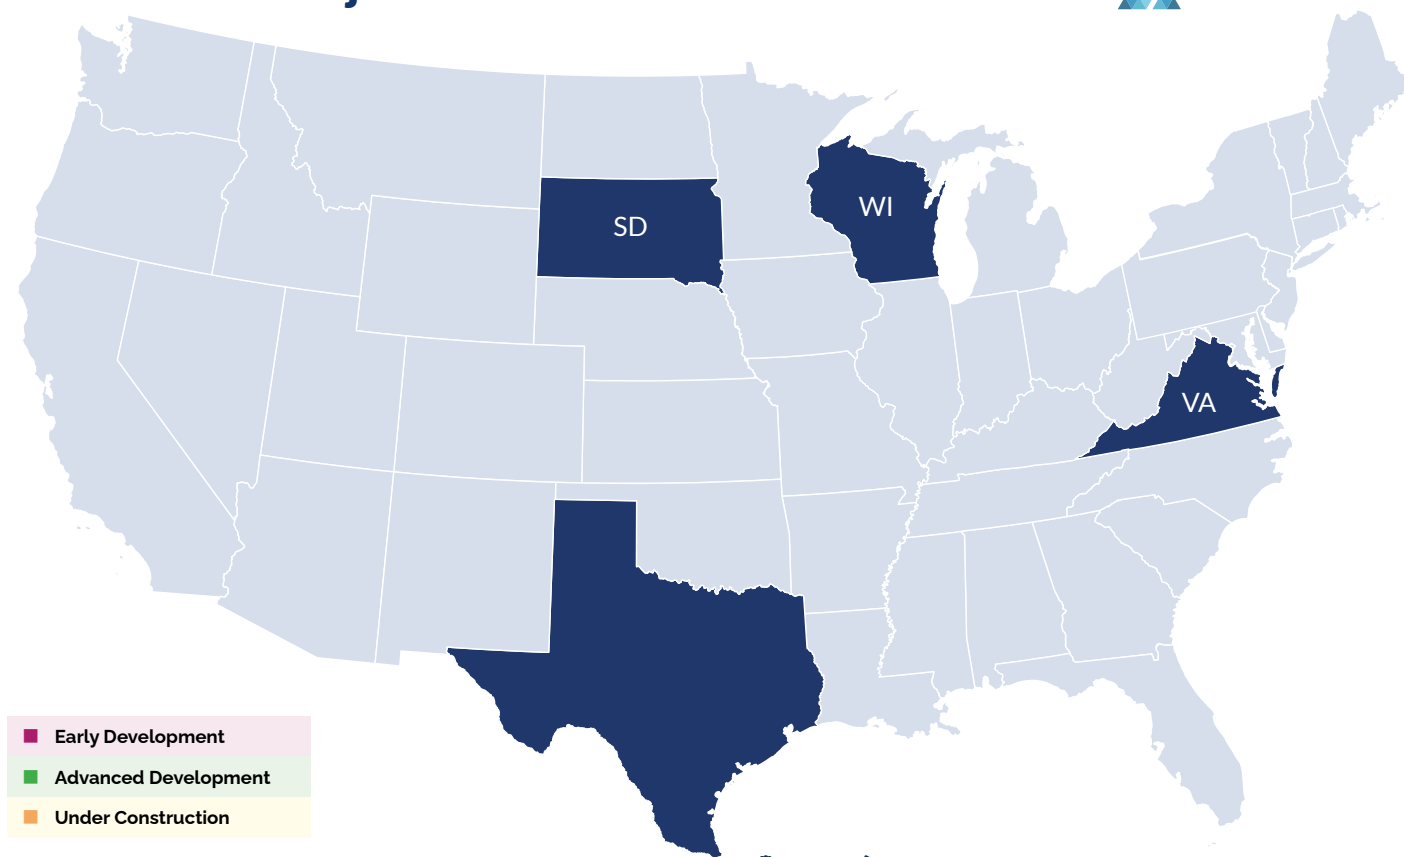 SD
WI
VA
Early Development
Advanced Development
Under Construction